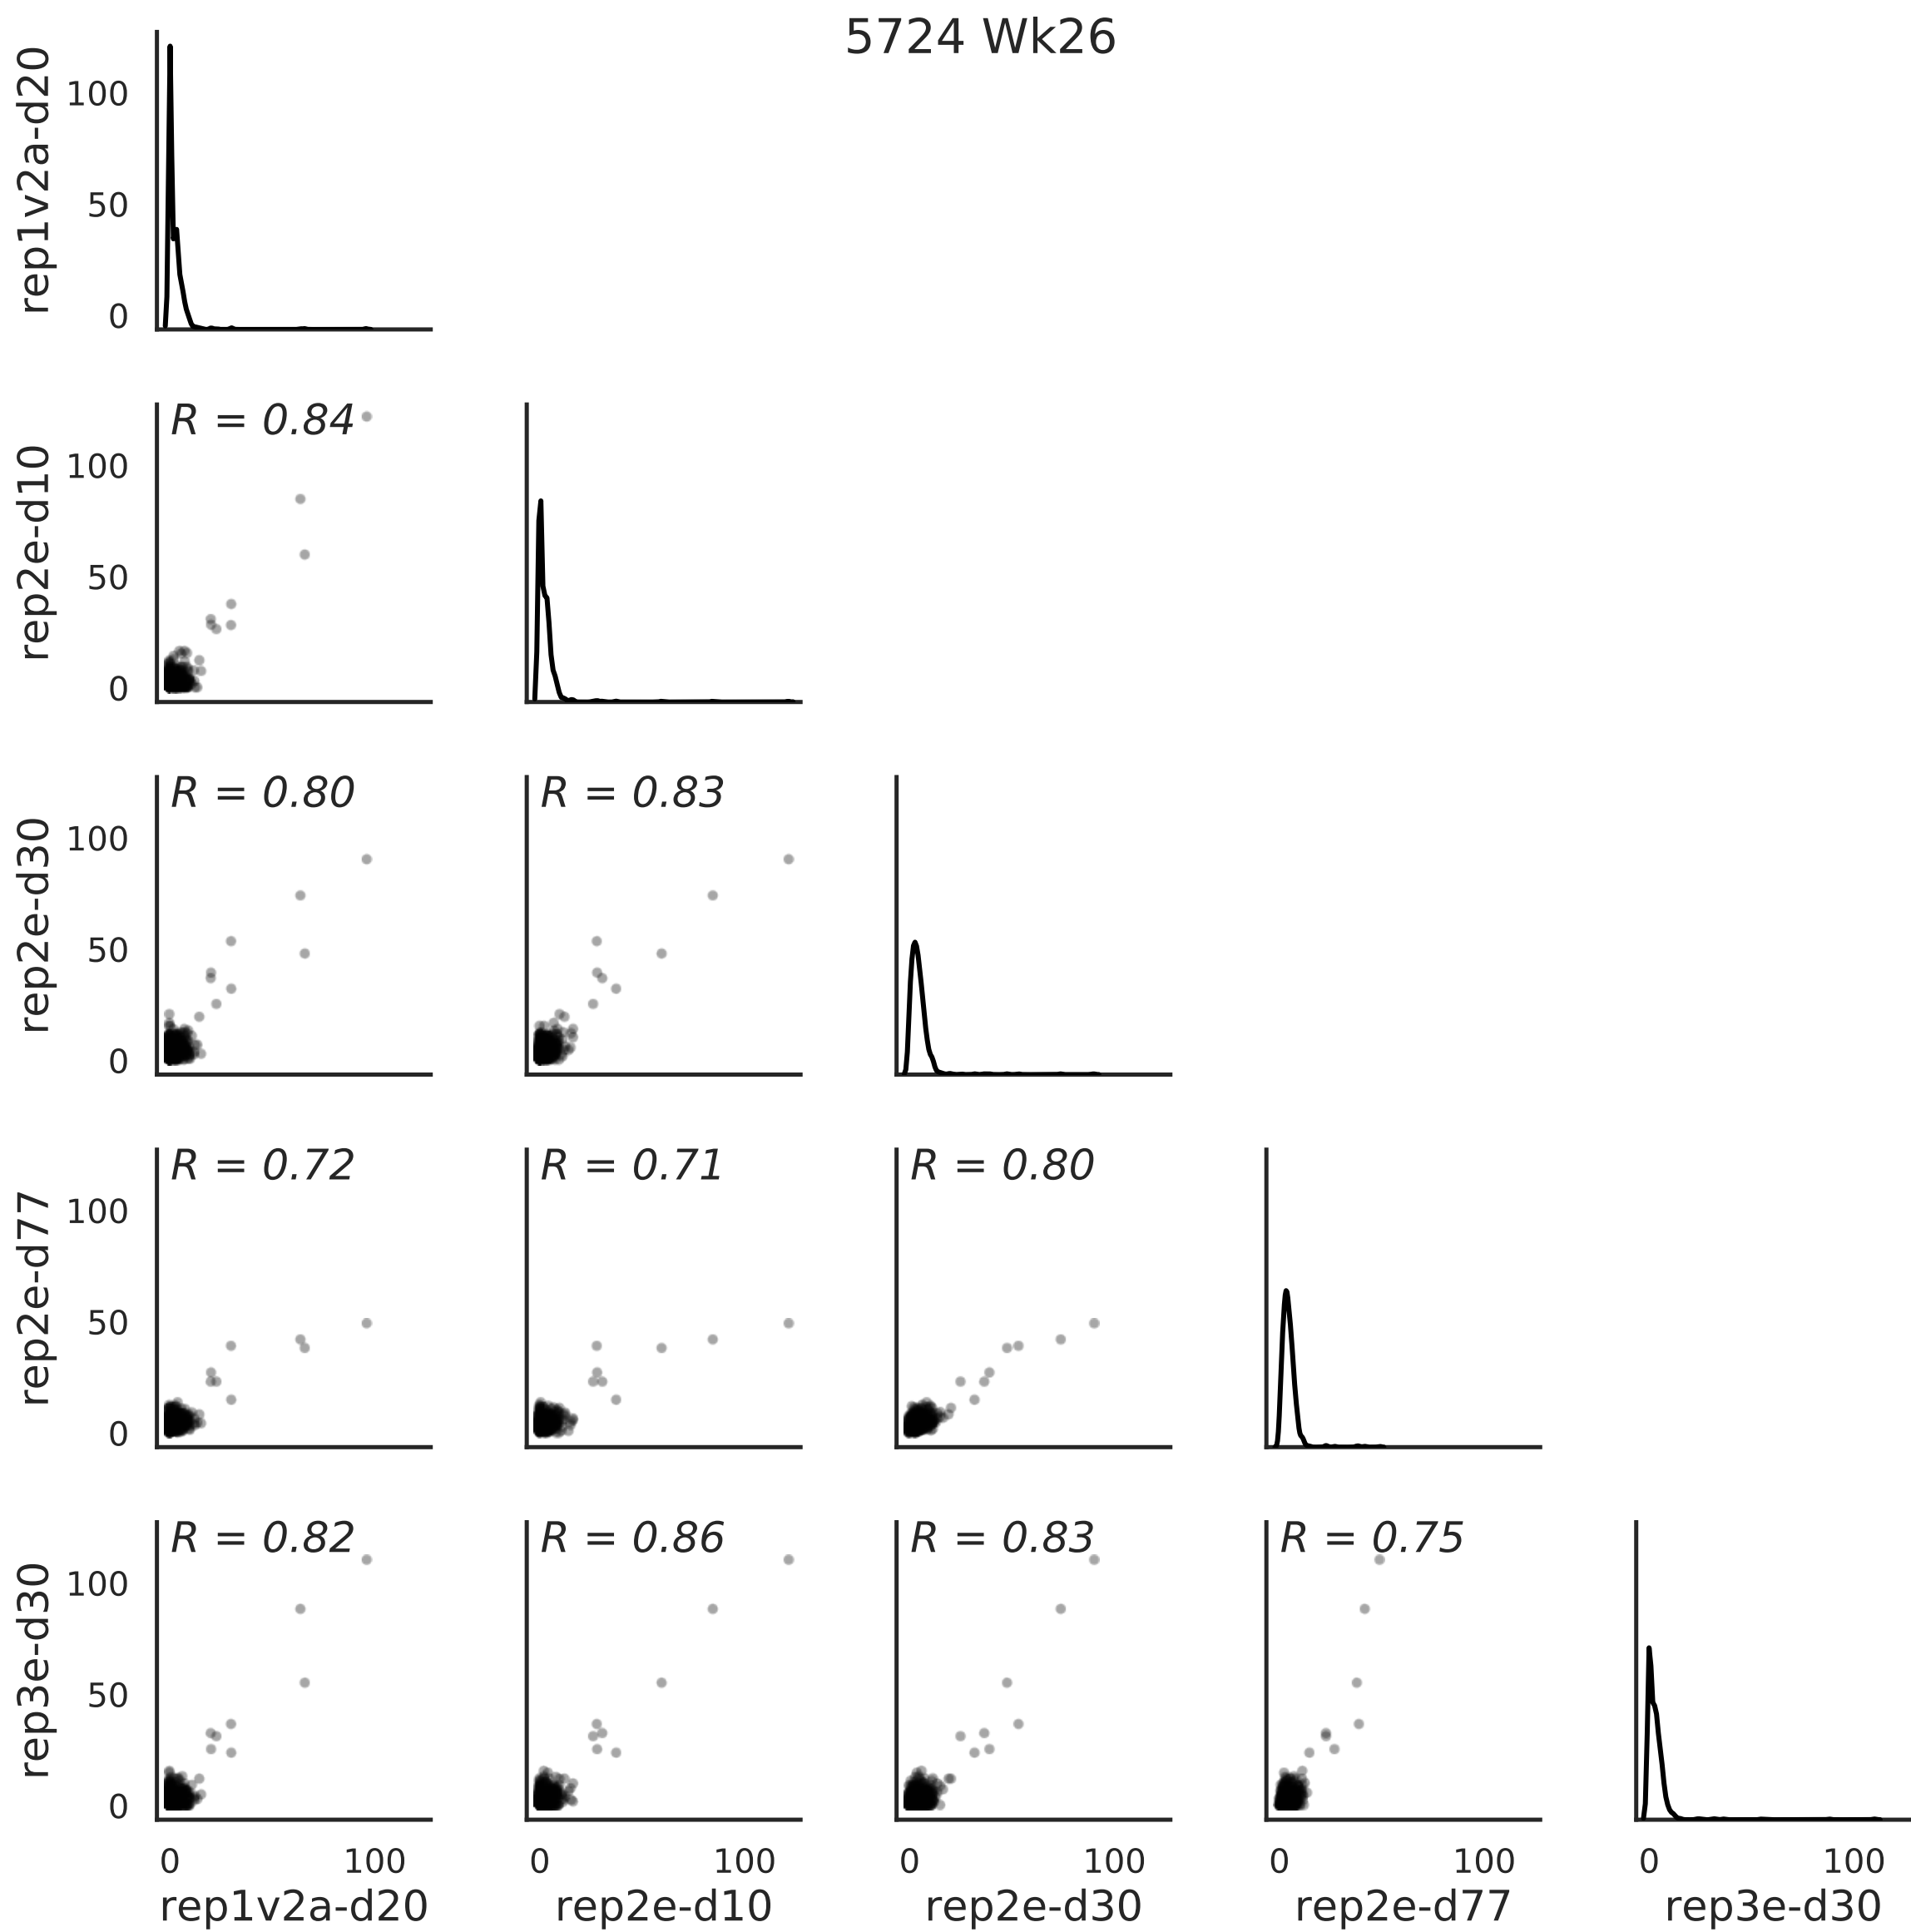 5724 Wk26
rep1v2a-d20
100
50
0
rep2e-d10
100
50
0
R = 0.84
rep2e-d30
100
50
0
R = 0.80
R = 0.83
rep2e-d77
100
50
0
R = 0.72
R = 0.71
R = 0.80
rep3e-d30
100
50
0
R = 0.82
R = 0.86
R = 0.83
R = 0.75
0 100 0 100 0 100 0 100 0 100
rep1v2a-d20 rep2e-d10 rep2e-d30 rep2e-d77 rep3e-d30